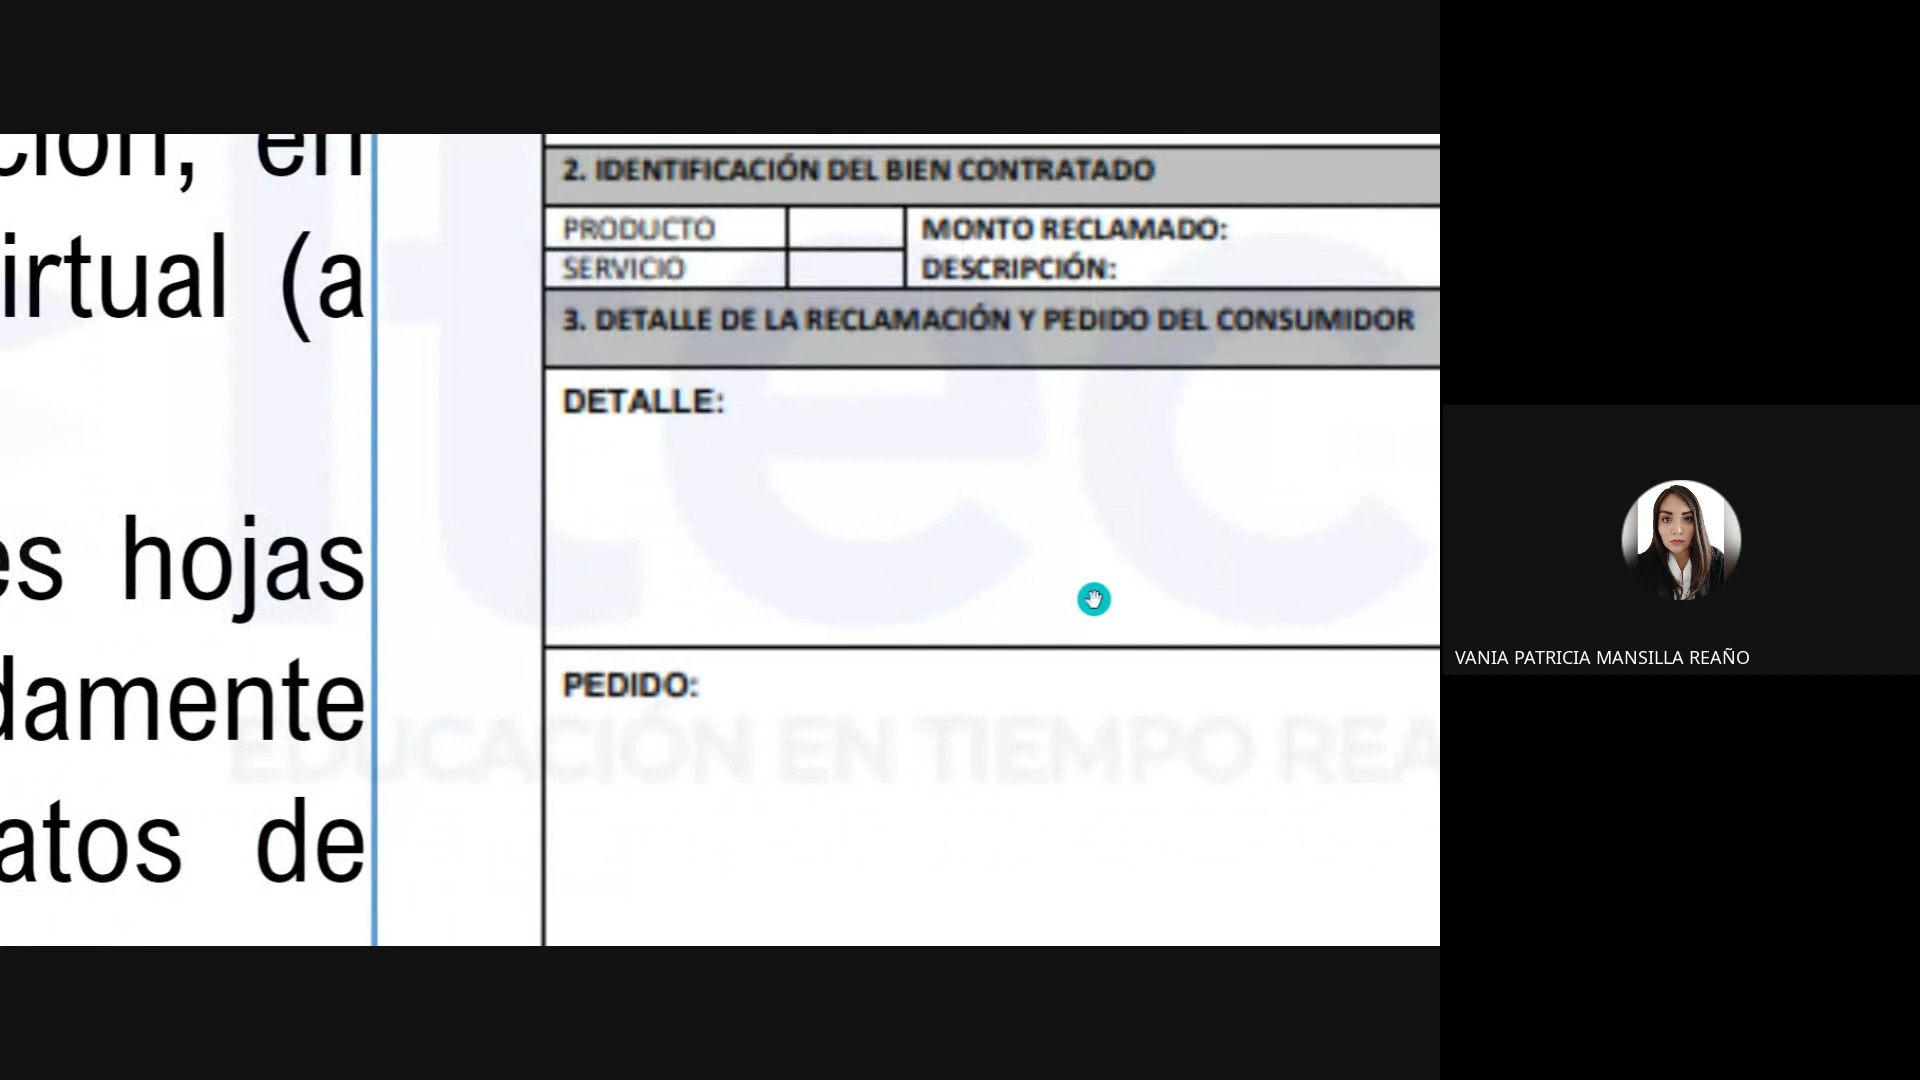 ción, en
irtual (a
es hojas
damente
atos de
2. IDENTIFICACIÓN DEL BIEN CONTRATADO
PRODUCTO
MONTO RECLAMADO:
SERVICIO
DESCRIPCIÓN:
3. DETALLE DE LA RECLAMACIÓN Y PEDIDO DEL CONSUMIDOR
DETALLE:
PEDIDO:
EDUCACIÓN EN TIEMPO REA
itec
VANIA PATRICIA MANSILLA REAÑO